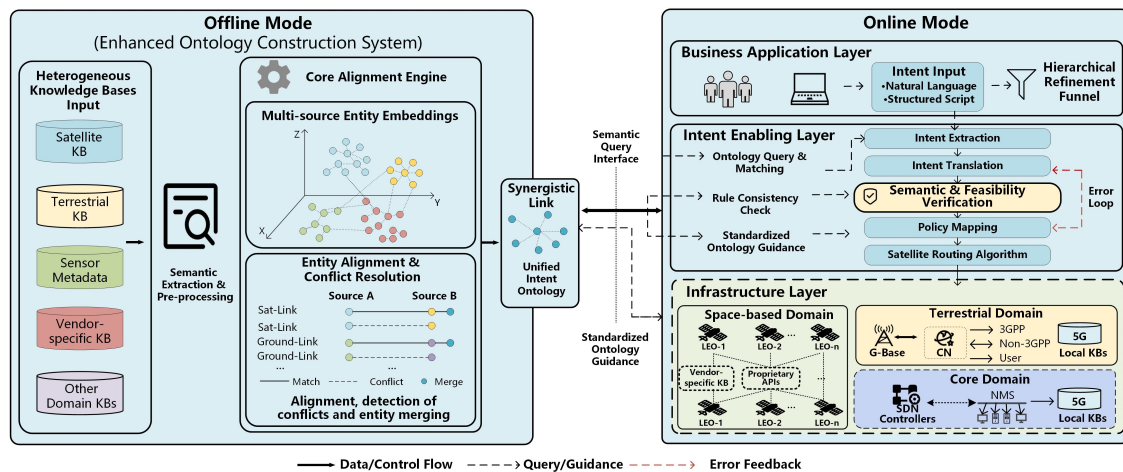 Offline Mode
(Enhanced Ontology Construction System)
Heterogeneous
Knowledge Bases
Input
Satellite
KB
Terrestrial
KB
Sensor
Metadata
Vendor-
specific KB
Other
Domain KBs
Semantic
Extraction &
Pre-processing
Core Alignment Engine
Multi-source Entity Embeddings
Z
Y
X
Entity Alignment &
Conflict Resolution
Source A
Source B
Sat-Link
Sat-Link
Ground-Link
Ground-Link
...
...
...
Match
Conflict
Merge
Alignment, detection of
conflicts and entity merging
Synergistic
Link
Unified
Intent
Ontology
Semantic
Query
Interface
Standardized
Ontology
Guidance
Online Mode
Business Application Layer
Intent Input
•Natural Language
•Structured Script
Hierarchical
Refinement
Funnel
Intent Enabling Layer
Ontology Query &
Matching
Rule Consistency
Check
Standardized
Ontology Guidance
Intent Extraction
Intent Translation
Semantic & Feasibility
Verification
Policy Mapping
Satellite Routing Algorithm
Error
Loop
Infrastructure Layer
Space-based Domain
LEO-1
LEO-2
LEO-n
...
Vendor-
specific KB
Proprietary
APIs
...
LEO-1
LEO-2
LEO-n
...
Terrestrial Domain
G-Base
CN
3GPP
Non-3GPP
User
5G
Local KBs
Core Domain
SDN
Controllers
NMS
5G
Local KBs
Data/Control Flow
Query/Guidance
Error Feedback